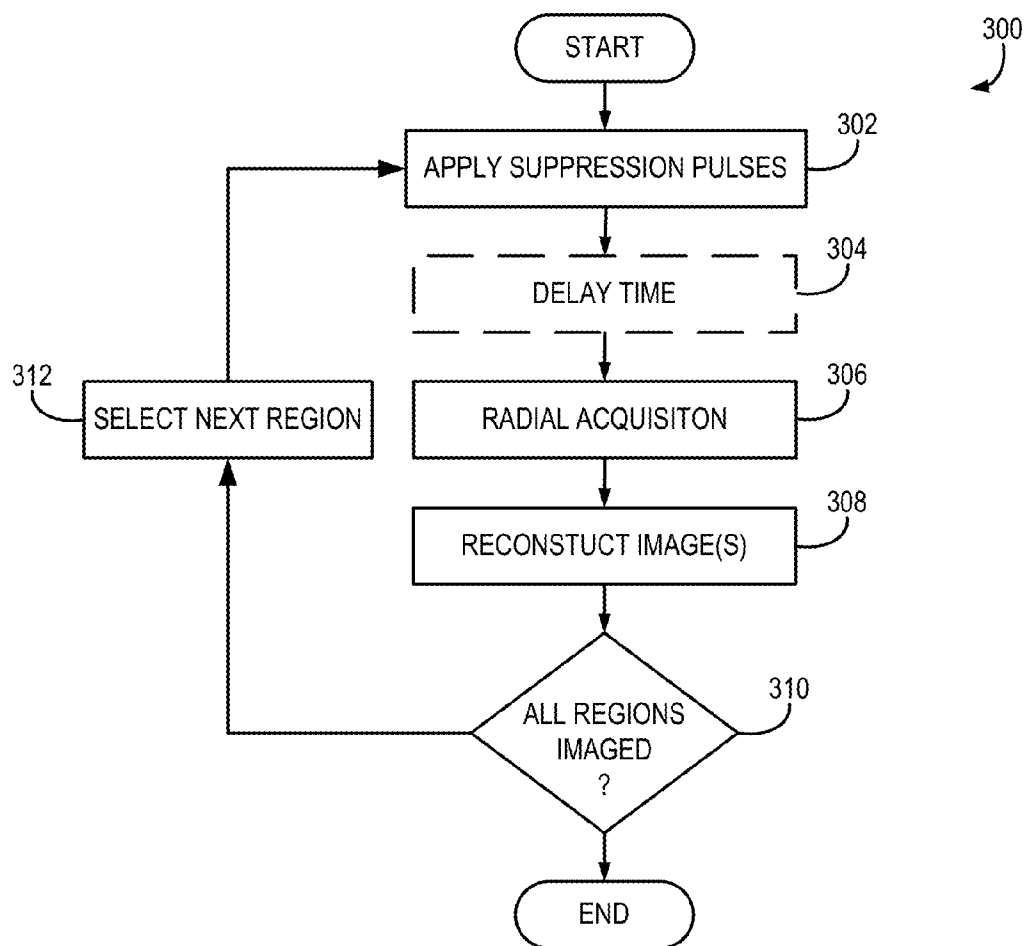 START
300
302
APPLY SUPPRESSION PULSES
304
DELAY TIME
306
312
SELECT NEXT REGION
RADIAL ACQUISITON
308
RECONSTUCT IMAGE(S)
310
ALL REGIONS
IMAGED
?
END